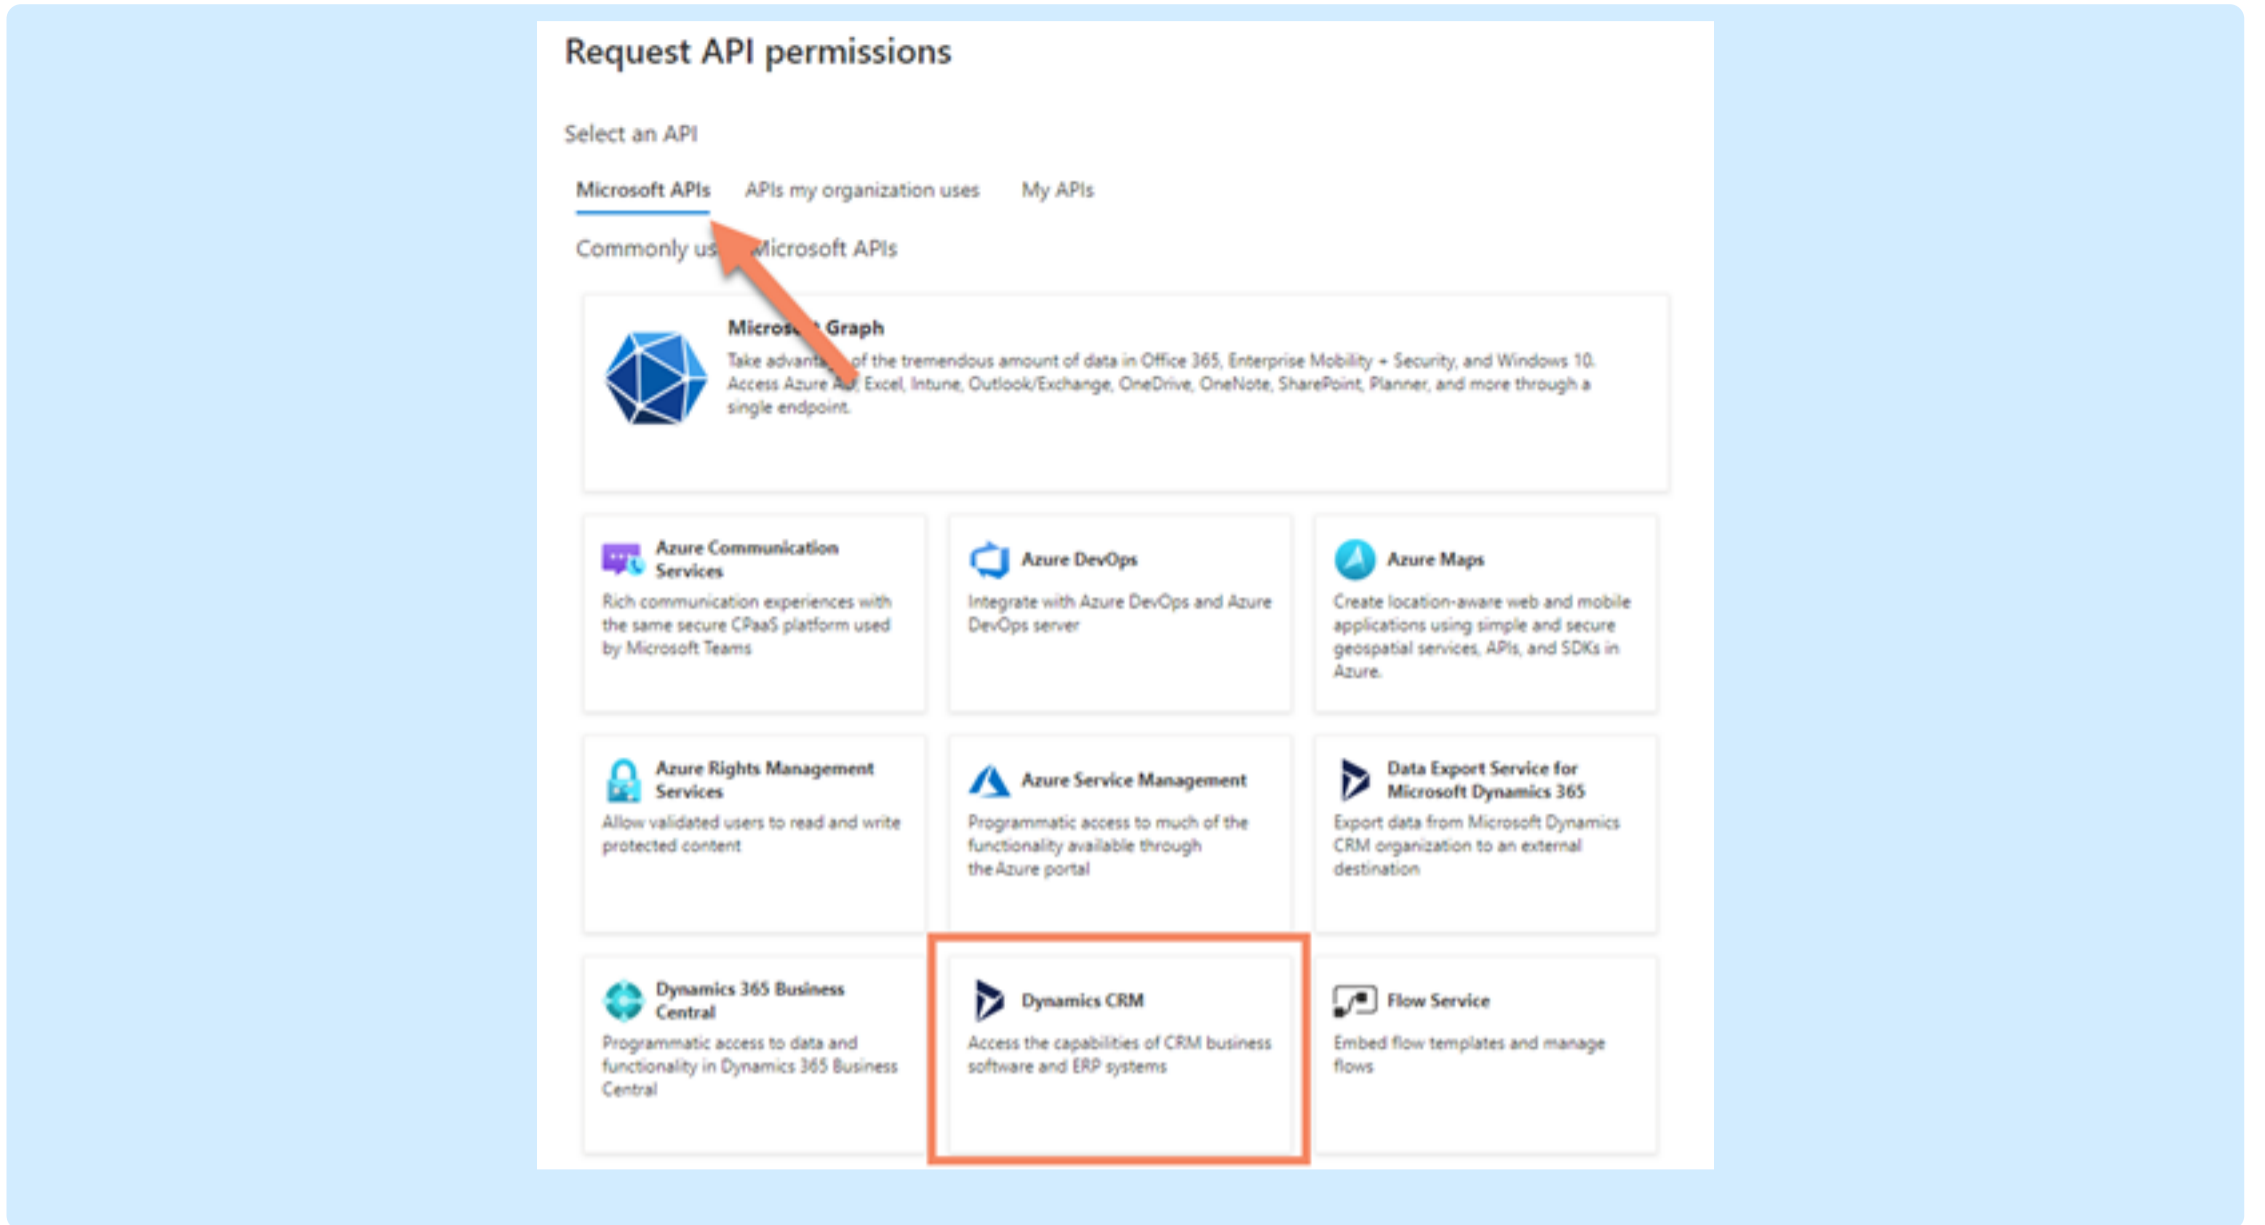 Request API permissions
Select an API
Microsoft APIs APIs my organization uses My APIs
Commonly us Microsoft APIs
Microso Graph
Take advanta of the tremendous amount of data in Office 365, Enterprise Mobility + Security, and Windows 10.
Access Azure A Excel, Intune, Outlook/Exchange, OneDrive, OneNote, SharePoint, Planner, and more through a
single endpoint.
Azure Communication
Services
Rich communication experiences with
the same secure CPaaS platform used
by Microsoft Teams
Azure DevOps
Integrate with Azure DevOps and Azure
DevOps server
Azure Maps
Create location-aware web and mobile
applications using simple and secure
geospatial services, APIs, and SDKs in
Azure.
Azure Rights Management
Services
Allow validated users to read and write
protected content
Azure Service Management
Programmatic access to much of the
functionality available through
the Azure portal
Data Export Service for
Microsoft Dynamics 365
Export data from Microsoft Dynamics
CRM organization to an external
destination
Dynamics 365 Business
Central
Programmatic access to data and
functionality in Dynamics 365 Business
Central
Dynamics CRM
Access the capabilities of CRM business
software and ERP systems
Flow Service
Embed flow templates and manage
flows